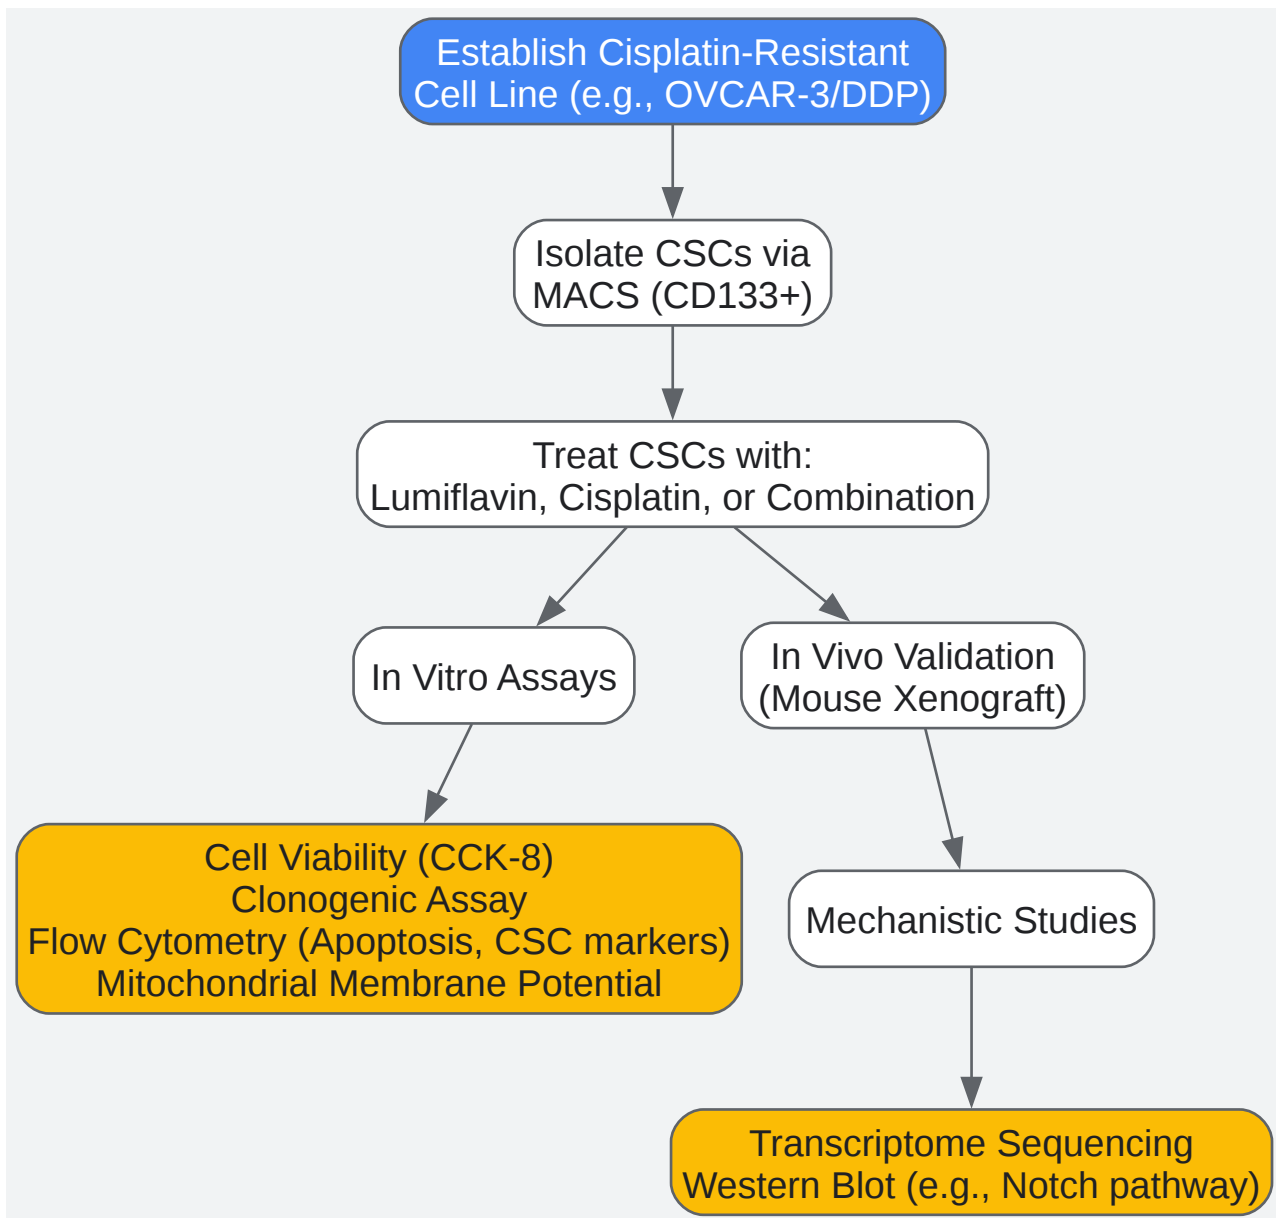 Establish Cisplatin-Resistant
Cell Line (e.g., OVCAR-3/DDP)
Isolate CSCs via
MACS (CD133+)
Treat CSCs with:
Lumiflavin, Cisplatin, or Combination
In Vitro Assays
In Vivo Validation
(Mouse Xenograft)
Cell Viability (CCK-8)
Clonogenic Assay
Flow Cytometry (Apoptosis, CSC markers)
Mitochondrial Membrane Potential
Mechanistic Studies
Transcriptome Sequencing
Western Blot (e.g., Notch pathway)